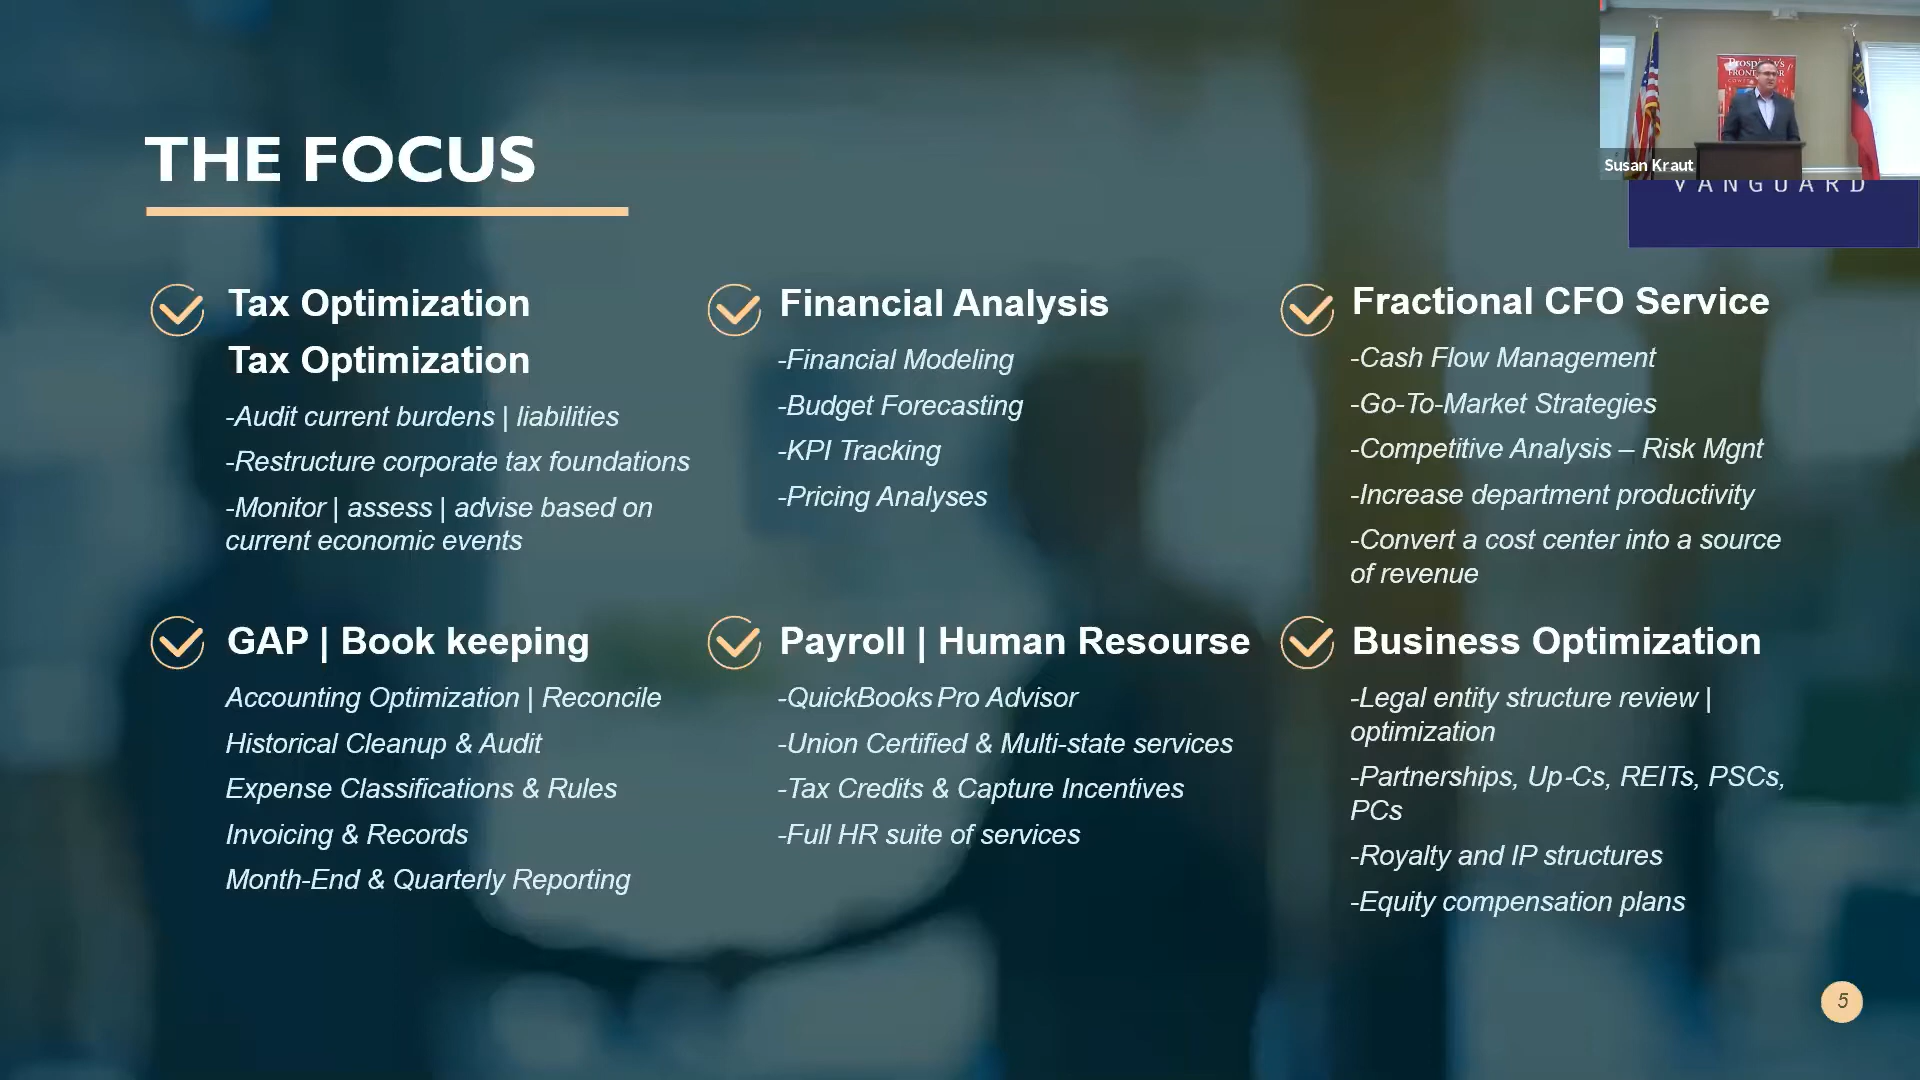 THE FOCUS
Susan Kraut
VANGUARD
Tax Optimization
Tax Optimization
-Audit current burdens | liabilities
-Restructure corporate tax foundations
-Monitor | assess | advise based on
current economic events
Financial Analysis
-Financial Modeling
-Budget Forecasting
-KPI Tracking
-Pricing Analyses
Fractional CFO Service
-Cash Flow Management
-Go-To-Market Strategies
-Competitive Analysis – Risk Mgnt
-Increase department productivity
-Convert a cost center into a source
of revenue
GAP | Book keeping
Accounting Optimization | Reconcile
Historical Cleanup & Audit
Expense Classifications & Rules
Invoicing & Records
Month-End & Quarterly Reporting
Payroll | Human Resourse
-QuickBooks Pro Advisor
-Union Certified & Multi-state services
-Tax Credits & Capture Incentives
-Full HR suite of services
Business Optimization
-Legal entity structure review |
optimization
-Partnerships, Up-Cs, REITs, PSCs,
PCs
-Royalty and IP structures
-Equity compensation plans
5